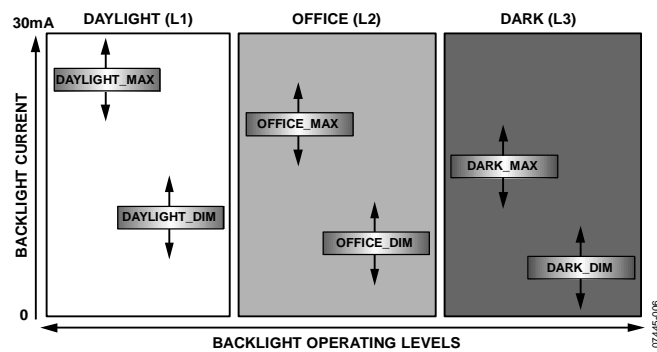 DAYLIGHT (L1)
OFFICE (L2)
DARK (L3)
30mA
BACKLIGHT CURRENT
0
DAYLIGHT_MAX
DAYLIGHT_DIM
OFFICE_MAX
OFFICE_DIM
DARK_MAX
DARK_DIM
BACKLIGHT OPERATING LEVELS
07445-006